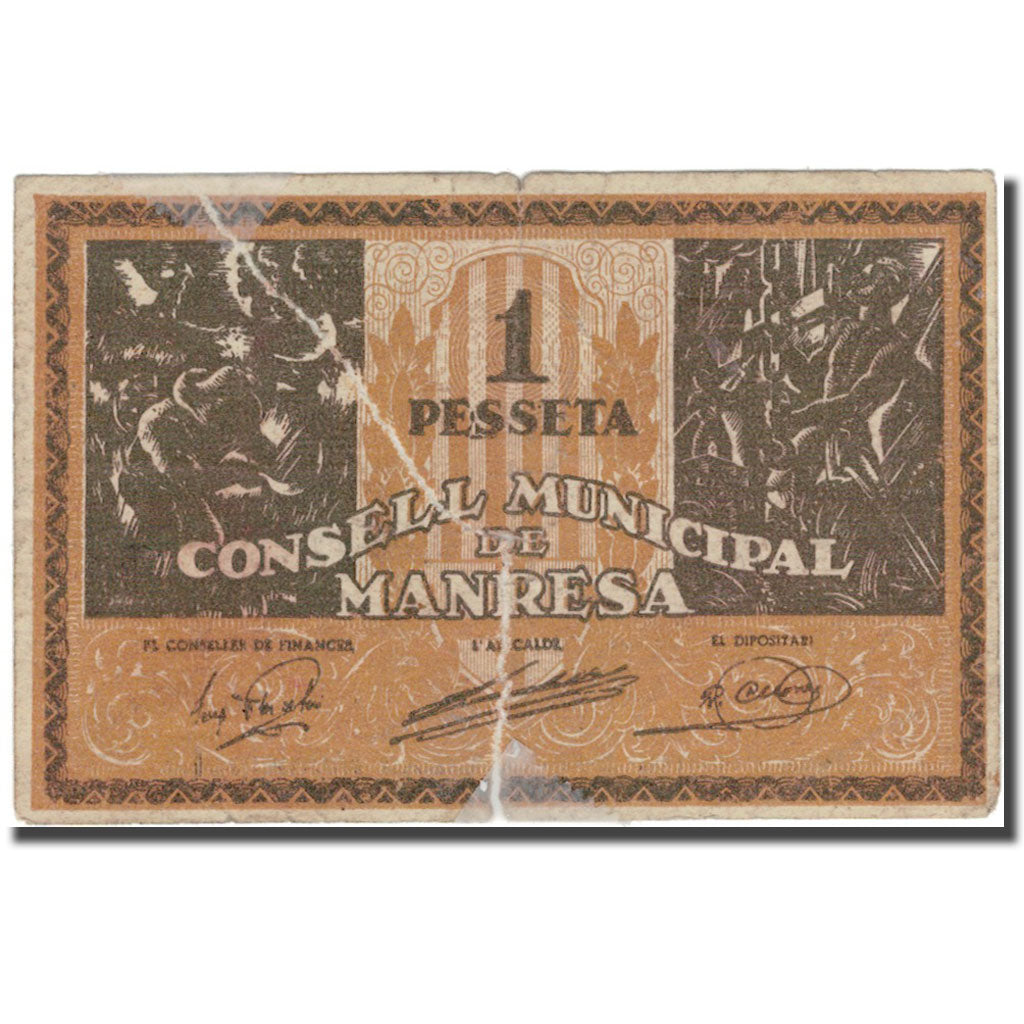 1
PESSETA
CONSELL MUNICIPAL
DE
MANRESA
EL CONSELLER DE FINANCES, L'ALCALDE, EL DIPOSITARI